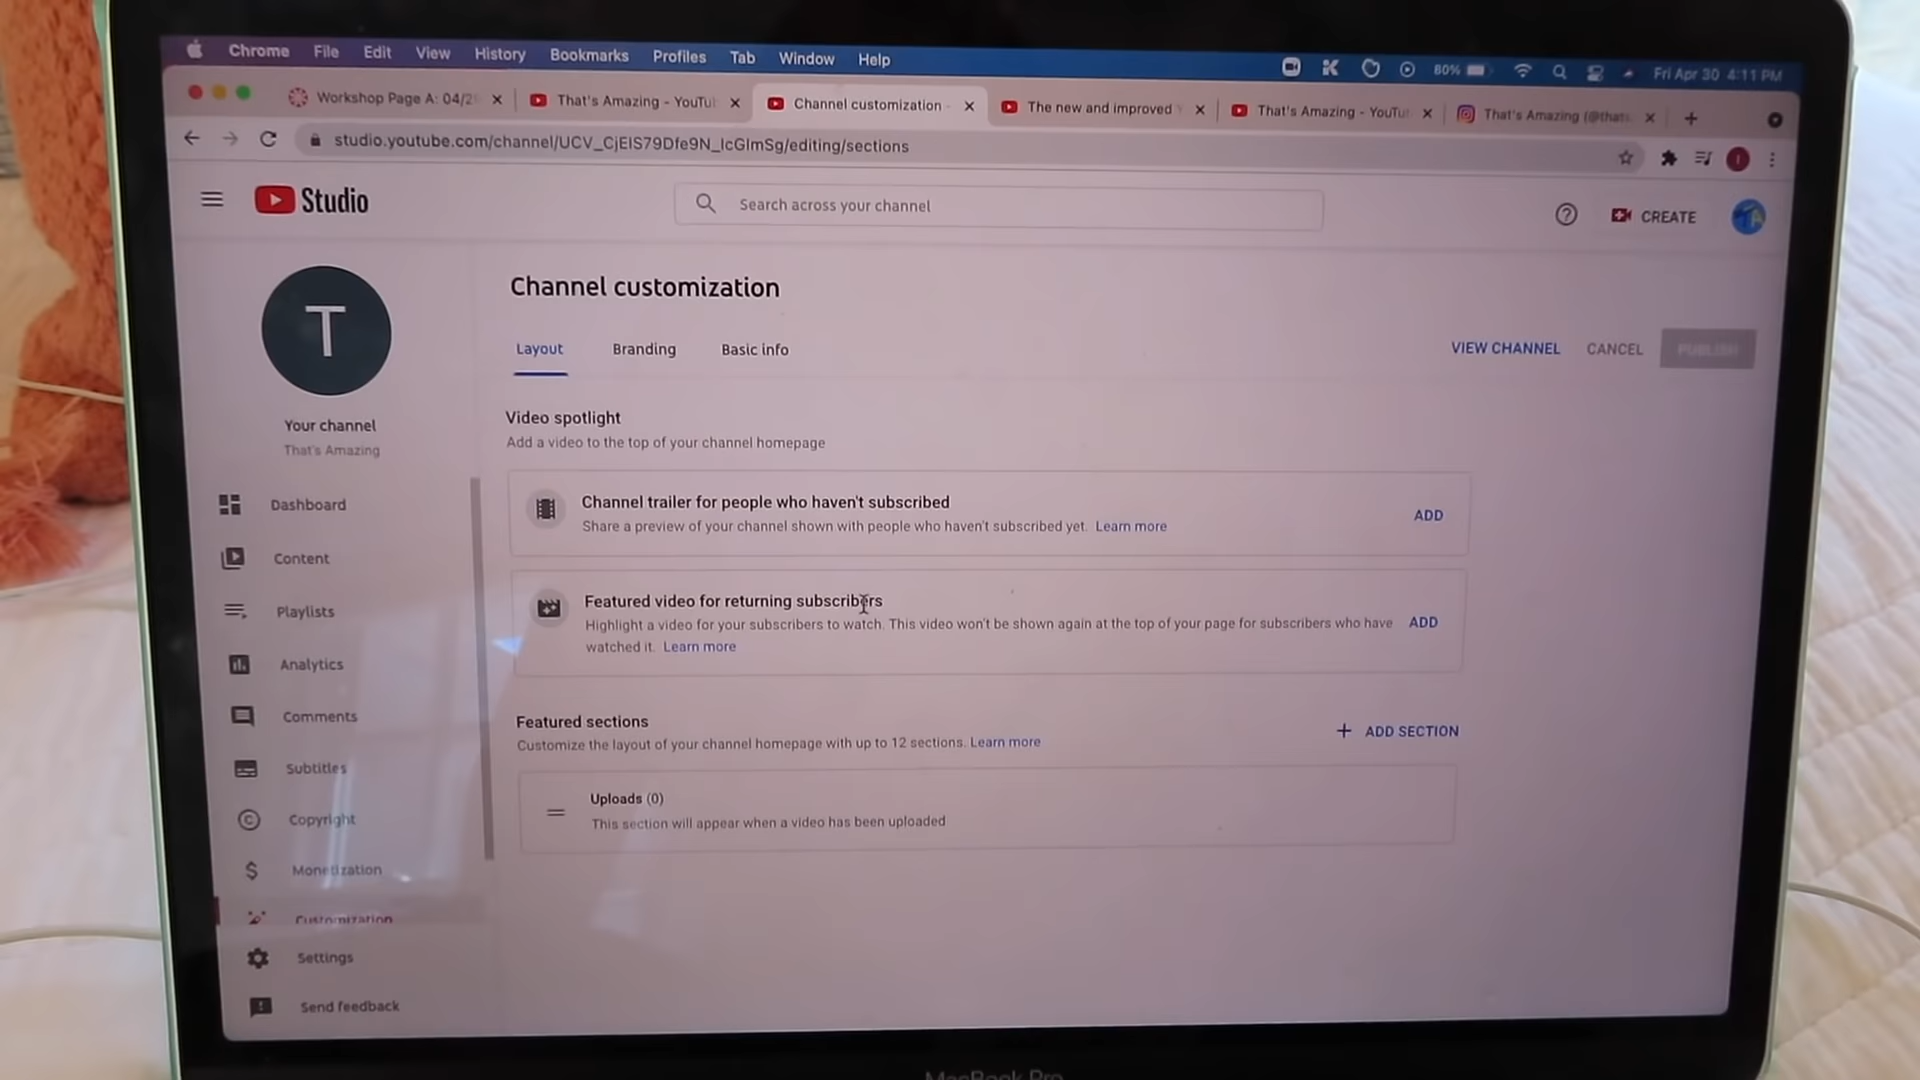 Chrome File Edit View History Bookmarks Profiles Tab Window Help 80% Fri Apr 30 4:11 PM
Workshop Page A: 04/2 That's Amazing - YouTu Channel customization - The new and improved That's Amazing - YouTu That's Amazing (@thats
studio.youtube.com/channel/UCV_CjEIS79Dfe9N_IcGImSg/editing/sections
Studio
Search across your channel
CREATE
T
Your channel
That's Amazing
Dashboard
Content
Playlists
Analytics
Comments
Subtitles
Copyright
Monetization
Customization
Settings
Send feedback
Channel customization
Layout Branding Basic info
VIEW CHANNEL CANCEL PUBLISH
Video spotlight
Add a video to the top of your channel homepage
Channel trailer for people who haven't subscribed
Share a preview of your channel shown with people who haven't subscribed yet. Learn more
ADD
Featured video for returning subscribers
Highlight a video for your subscribers to watch. This video won't be shown again at the top of your page for subscribers who have
watched it. Learn more
ADD
Featured sections
Customize the layout of your channel homepage with up to 12 sections. Learn more
+ ADD SECTION
Uploads (0)
This section will appear when a video has been uploaded
MacBook Pro